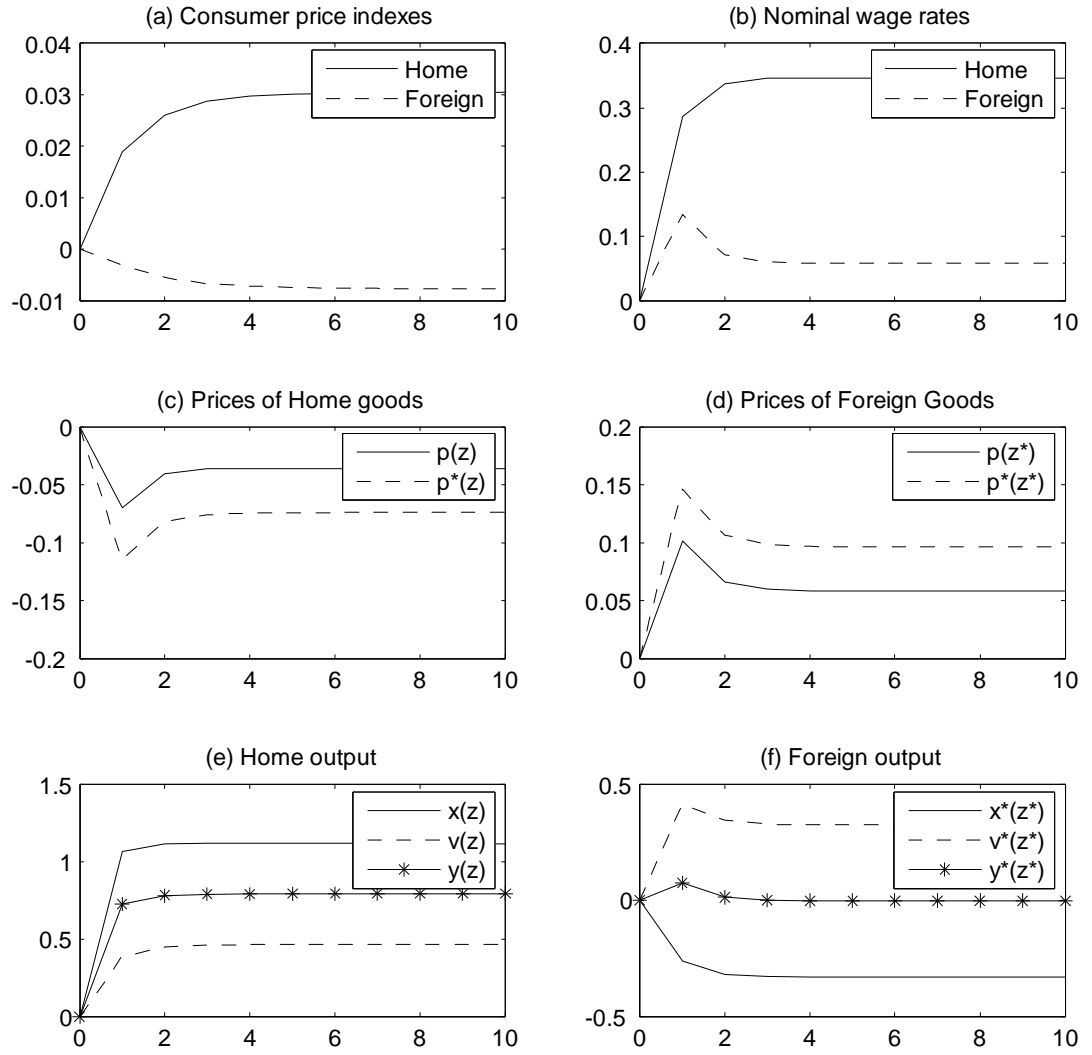 (a) Consumer price indexes
0.04
0.03
0.02
0.01
0
-0.01
0 2 4 6 8 10
Home
Foreign
(b) Nominal wage rates
0.4
0.3
0.2
0.1
0
0 2 4 6 8 10
Home
Foreign
(c) Prices of Home goods
0
-0.05
-0.1
-0.15
-0.2
0 2 4 6 8 10
p(z)
p*(z)
(d) Prices of Foreign Goods
0.2
0.15
0.1
0.05
0
0 2 4 6 8 10
p(z*)
p*(z*)
(e) Home output
1.5
1
0.5
0
0 2 4 6 8 10
x(z)
v(z)
y(z)
(f) Foreign output
0.5
0
-0.5
0 2 4 6 8 10
x*(z*)
v*(z*)
y*(z*)